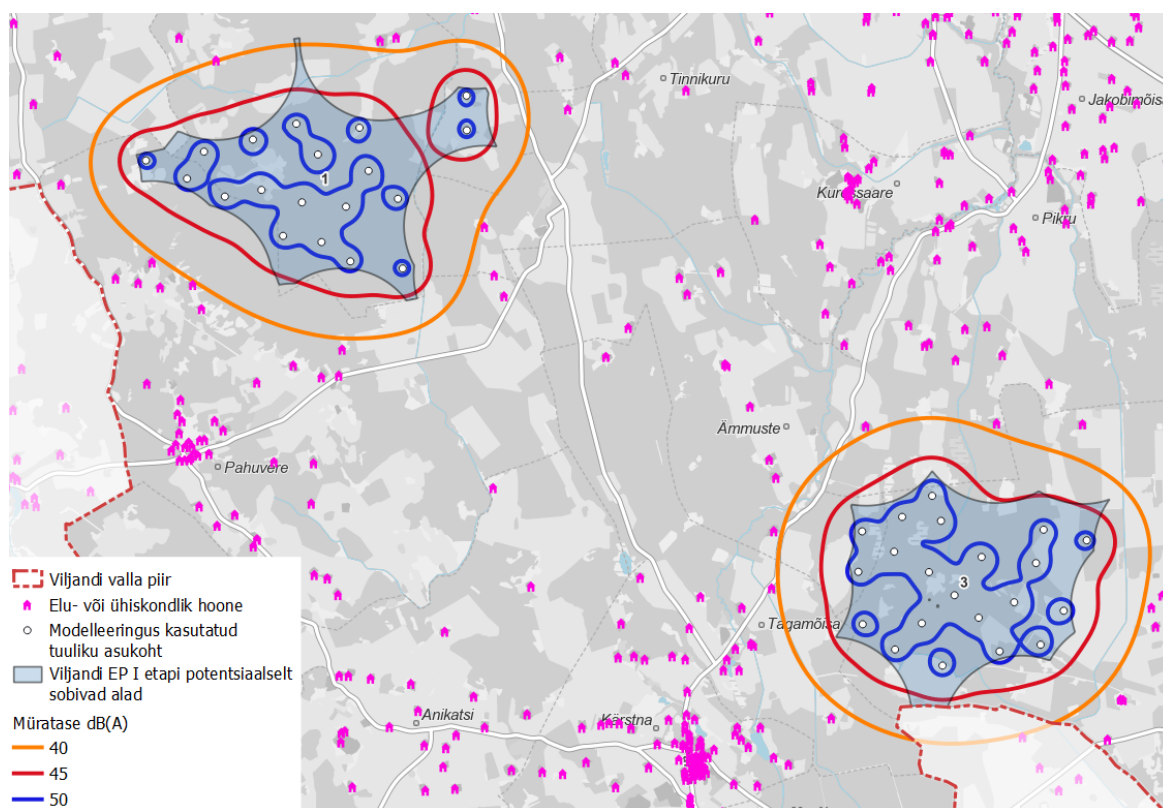 Tinnikuru
Jakobimõis
1
Kuressaare
Pikru
Ämmuste
Pahuvere
3
Tagamõisa
Anikatsi
Kärstna
Viljandi valla piir
Elu- või ühiskondlik hoone
Modelleeringus kasutatud
tuuliku asukoht
Viljandi EP I etapi potentsiaalselt
sobivad alad
Müratase dB(A)
40
45
50